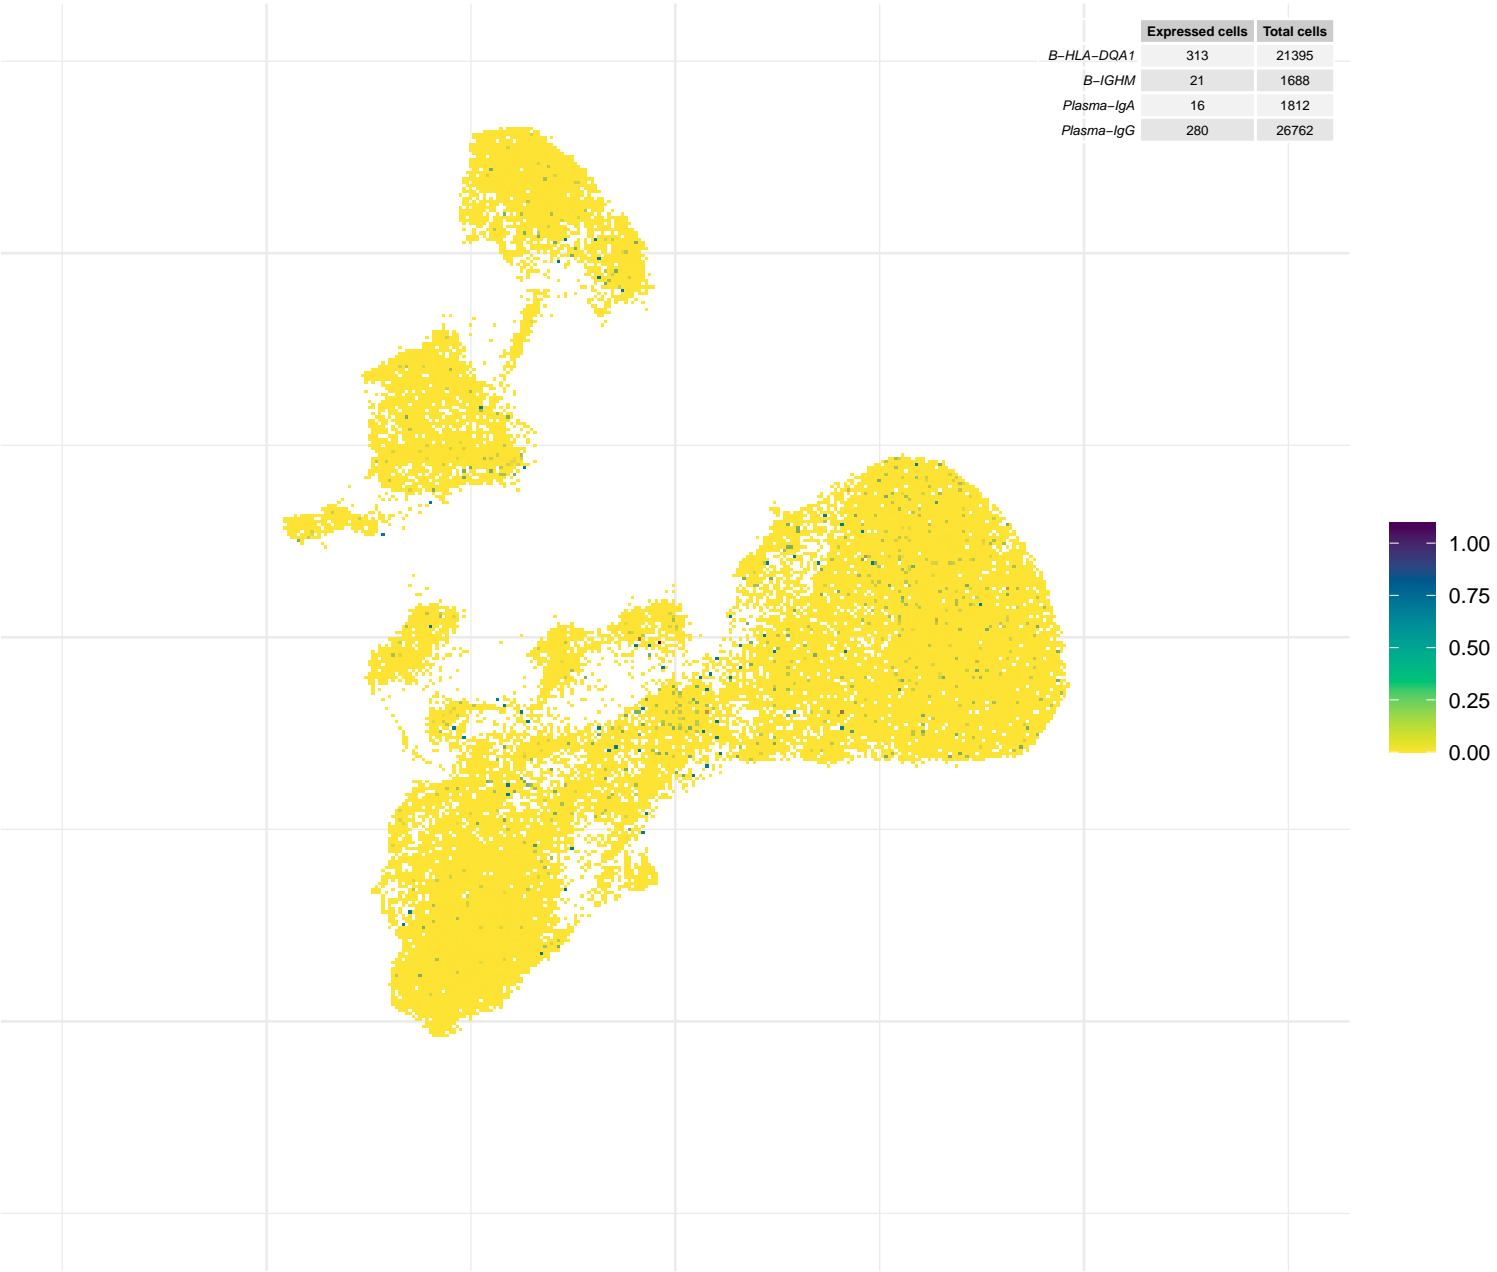 Expressed cells Total cells
B−HLA−DQA1 313 21395
B−IGHM 21 1688
Plasma−IgA 16 1812
Plasma−IgG 280 26762
1.00
0.75
0.50
0.25
0.00